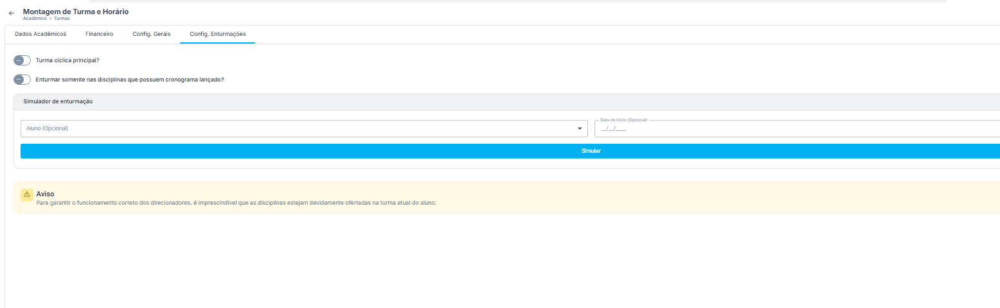 Montagem de Turma e Horário
Acadêmico > Turmas
Dados Acadêmicos Financeiro Config. Gerais Config. Enturmações
Turma cíclica principal?
Enturmar somente nas disciplinas que possuem cronograma lançado?
Simulador de enturmação
Data de início (Opcional)
Aluno (Opcional) __/__/____
Simular
Aviso
Para garantir o funcionamento correto dos direcionadores, é imprescindível que as disciplinas estejam devidamente ofertadas na turma atual do aluno.